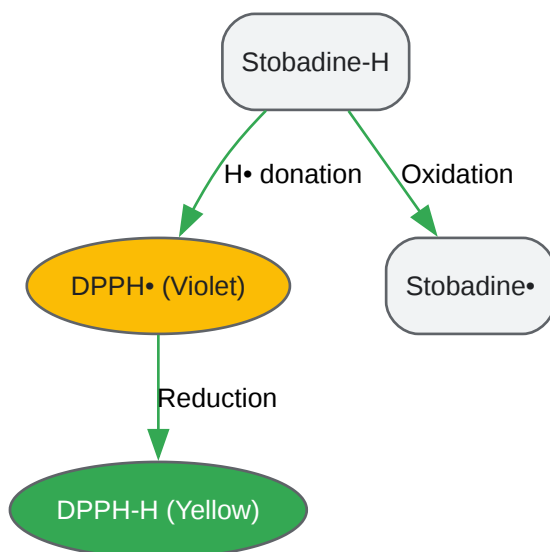 Stobadine-H
H• donation
Oxidation
DPPH• (Violet)
Stobadine•
Reduction
DPPH-H (Yellow)